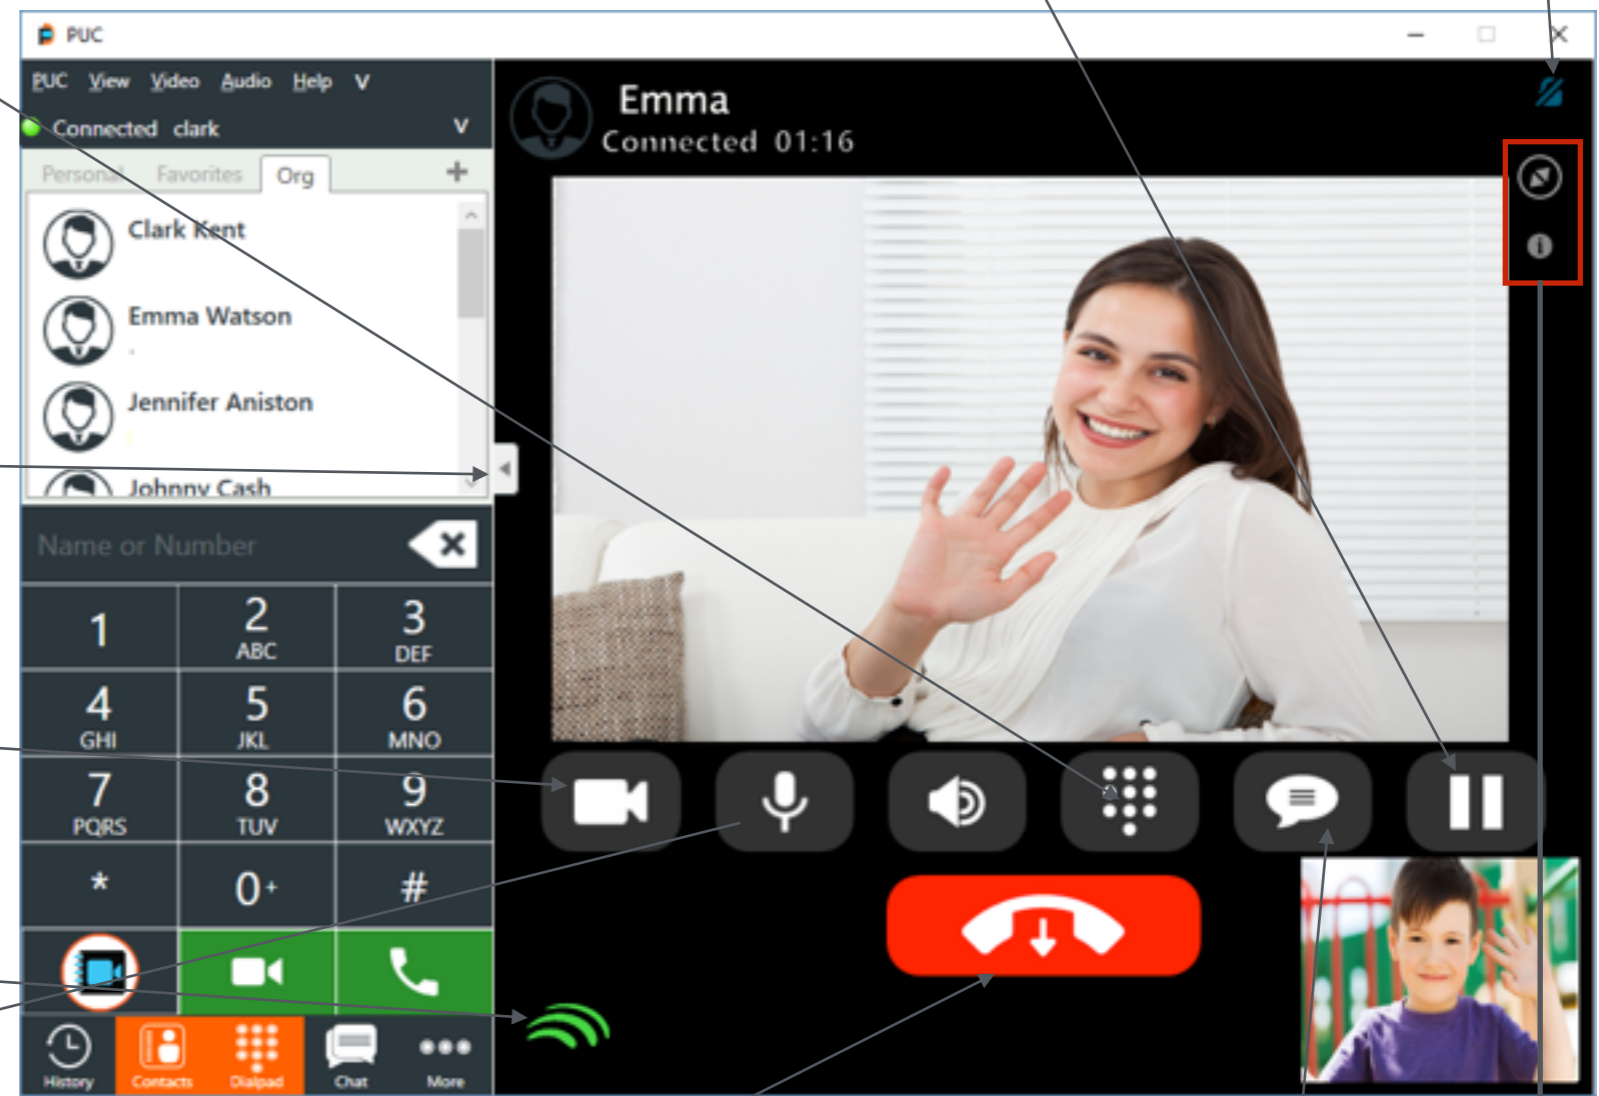 PUC
PUC View Video Audio Help V
Connected clark V
Personal Favorites Org +
Clark Kent
Emma Watson
Jennifer Aniston
Johnny Cash
Name or Number
1
2
ABC
3
DEF
4
GHI
5
JKL
6
MNO
7
PQRS
8
TUV
9
WXYZ
*
0+
#
History
Contacts
Dialpad
Chat
More
Emma
Connected 01:16